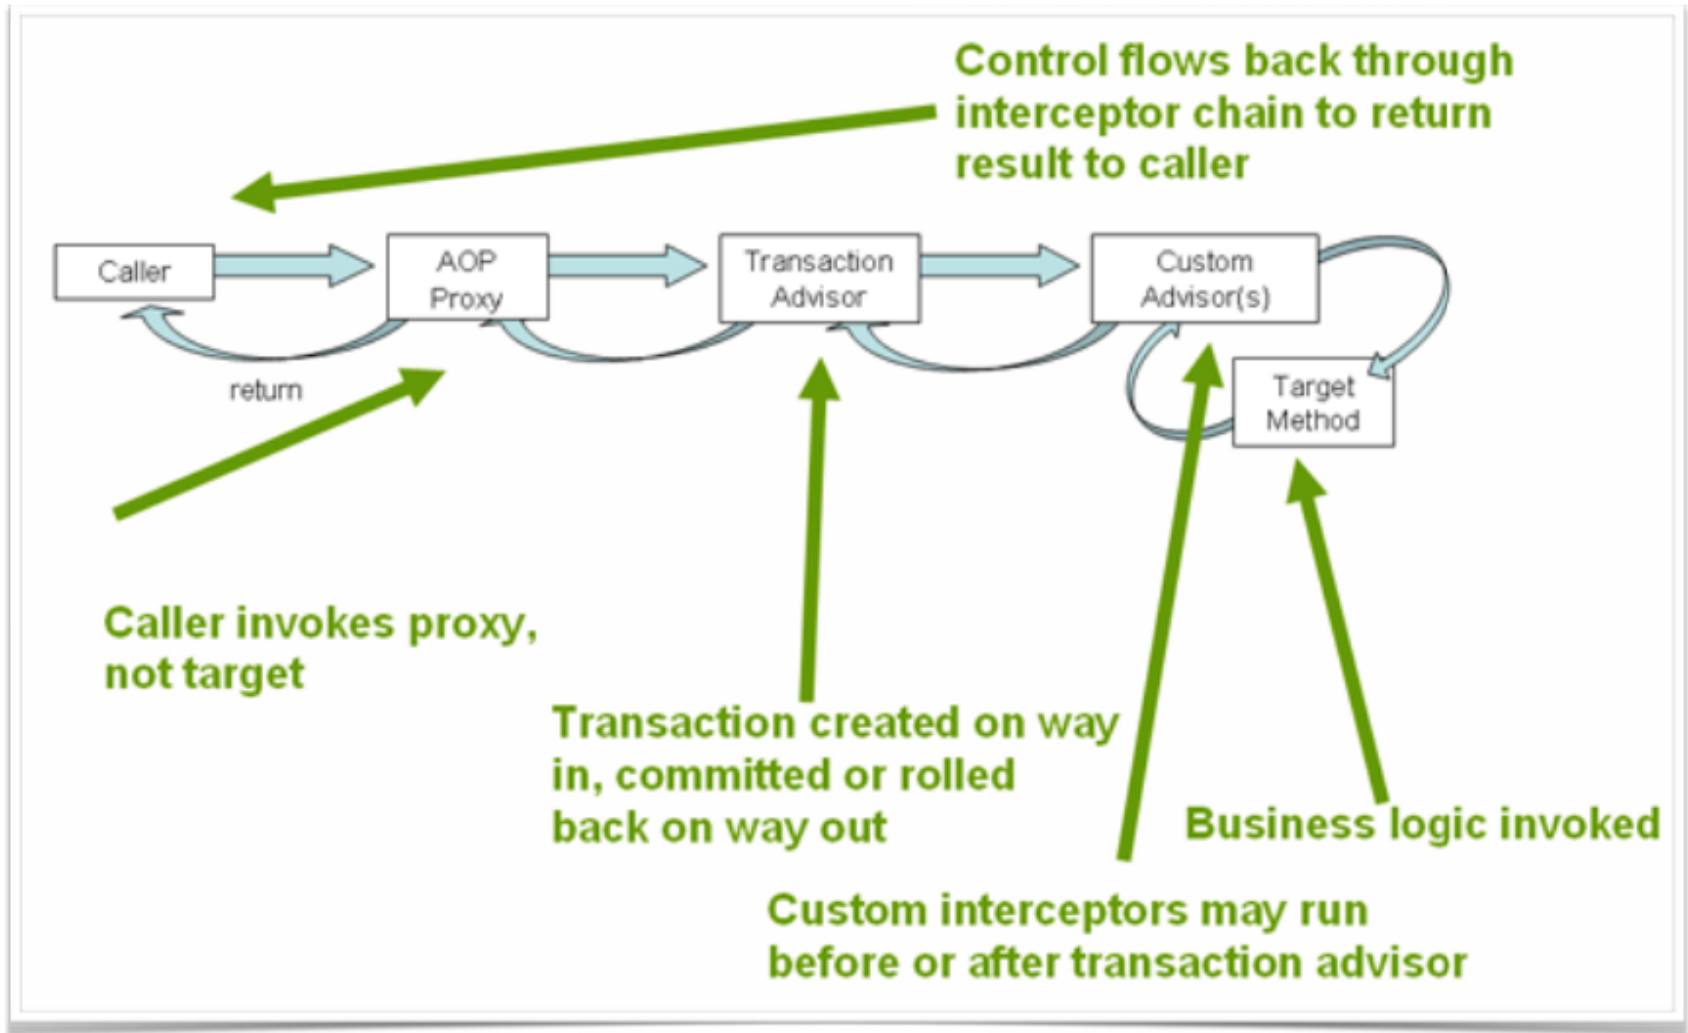 Control flows back through
interceptor chain to return
result to caller
Caller
AOP
Proxy
Transaction
Advisor
Custom
Advisor(s)
return
Target
Method
Caller invokes proxy,
not target
Transaction created on way
in, committed or rolled
back on way out
Business logic invoked
Custom interceptors may run
before or after transaction advisor